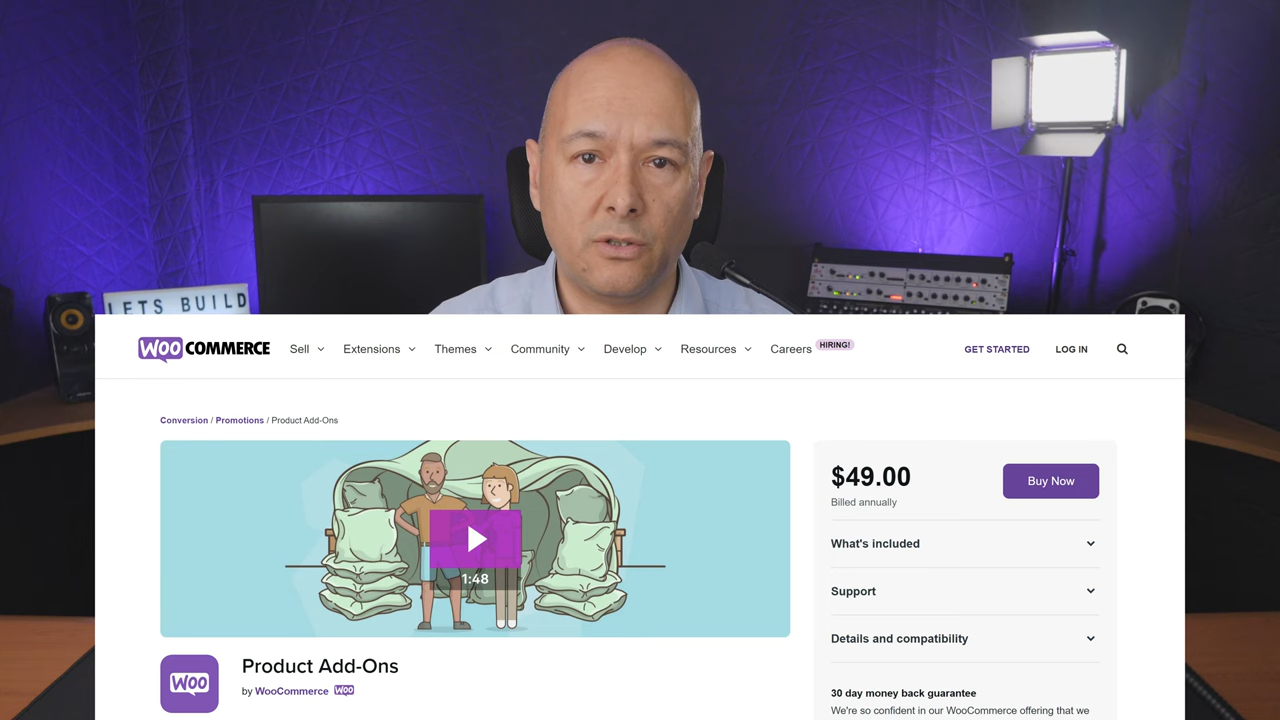 LETS BUILD
WOO COMMERCE
Sell
Extensions
Themes
Community
Develop
Resources
Careers
HIRING!
GET STARTED
LOG IN
Conversion / Promotions / Product Add-Ons
1:48
WOO
Product Add-Ons
by WooCommerce WOO
$49.00
Billed annually
Buy Now
What's included
Support
Details and compatibility
30 day money back guarantee
We're so confident in our WooCommerce offering that we